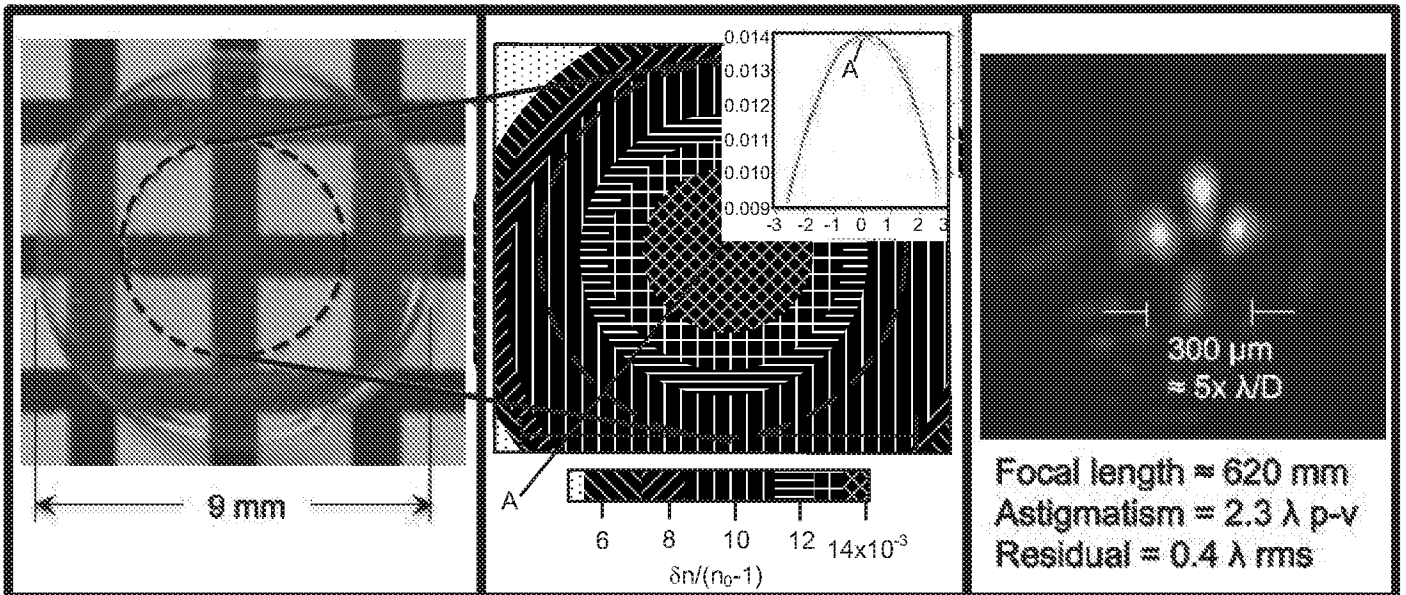 9 mm
A
0.014
0.013
0.012
0.011
0.010
0.009
-3 -2 -1 0 1 2 3
A
6 8 10 12 14x10⁻³
δn/(n₀-1)
300 µm
≈ 5x λ/D
Focal length ≈ 620 mm
Astigmatism = 2.3 λ p-v
Residual = 0.4 λ rms